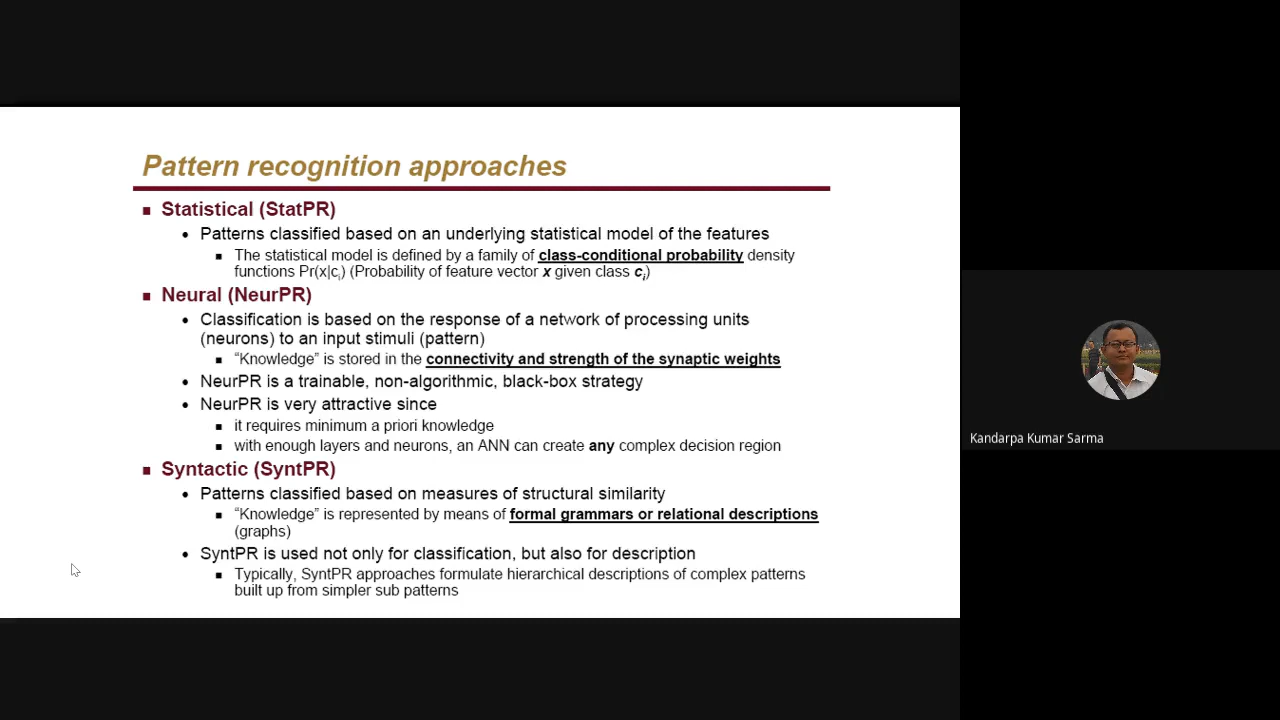 Pattern recognition approaches
■ Statistical (StatPR)
• Patterns classified based on an underlying statistical model of the features
■ The statistical model is defined by a family of class-conditional probability density
functions Pr(x|ci) (Probability of feature vector x given class ci)
■ Neural (NeurPR)
• Classification is based on the response of a network of processing units
(neurons) to an input stimuli (pattern)
■ “Knowledge” is stored in the connectivity and strength of the synaptic weights
• NeurPR is a trainable, non-algorithmic, black-box strategy
• NeurPR is very attractive since
■ it requires minimum a priori knowledge
■ with enough layers and neurons, an ANN can create any complex decision region
■ Syntactic (SyntPR)
• Patterns classified based on measures of structural similarity
■ “Knowledge” is represented by means of formal grammars or relational descriptions
(graphs)
• SyntPR is used not only for classification, but also for description
■ Typically, SyntPR approaches formulate hierarchical descriptions of complex patterns
built up from simpler sub patterns
Kandarpa Kumar Sarma